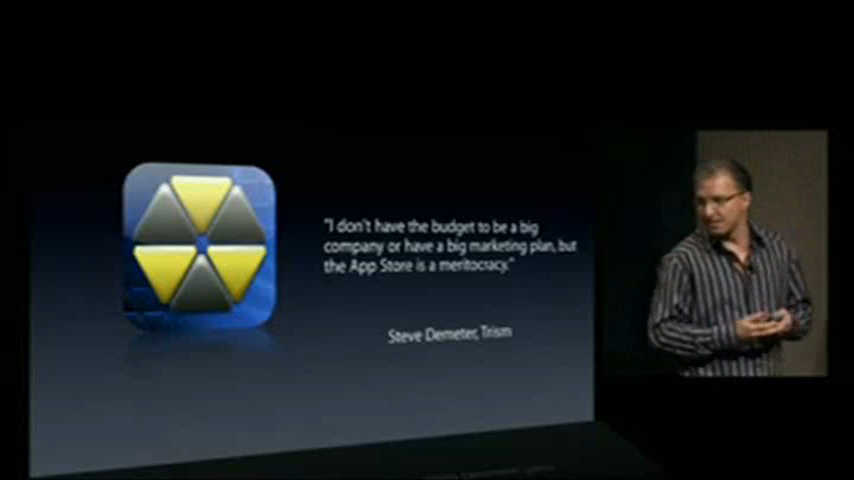 "I don't have the budget to be a big
company or have a big marketing plan, but
the App Store is a meritocracy."
Steve Demeter, Trism